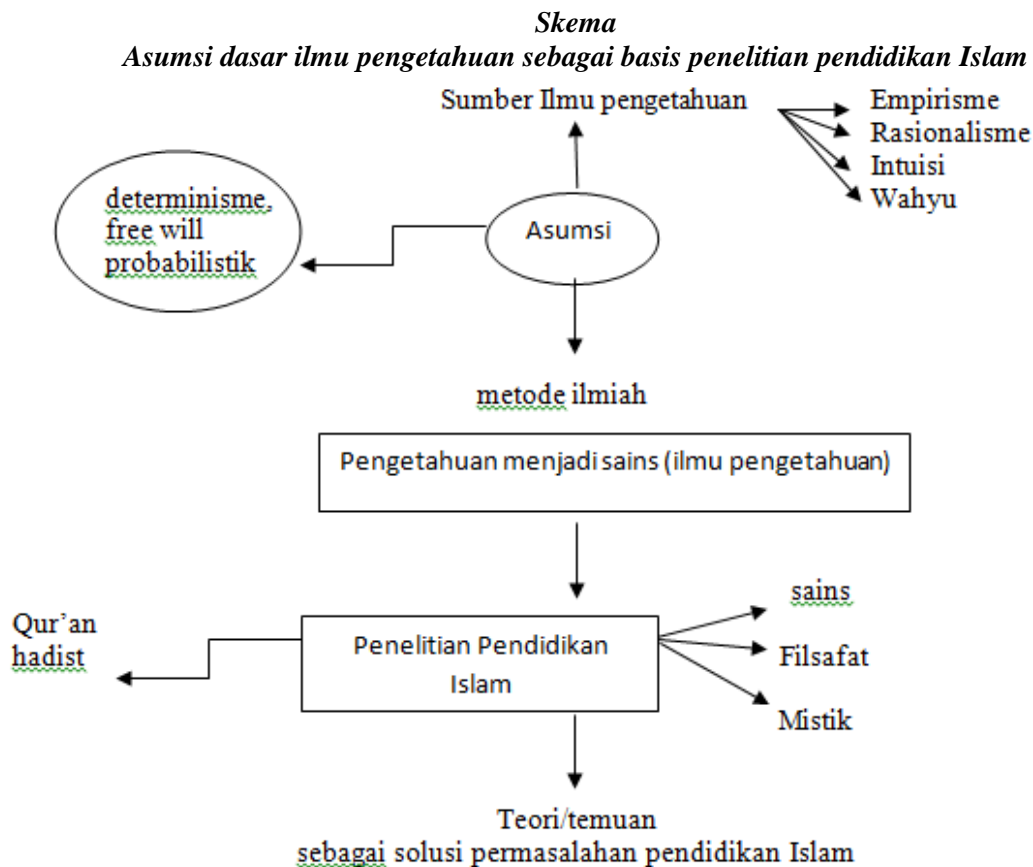 Skema
Asumsi dasar ilmu pengetahuan sebagai basis penelitian pendidikan Islam
Sumber Ilmu pengetahuan
Empirisme
Rasionalisme
Intuisi
Wahyu
determinisme,
free will
probabilistik
Asumsi
metode ilmiah
Pengetahuan menjadi sains (ilmu pengetahuan)
Qur'an
hadist
Penelitian Pendidikan
Islam
sains
Filsafat
Mistik
Teori/temuan
sebagai solusi permasalahan pendidikan Islam